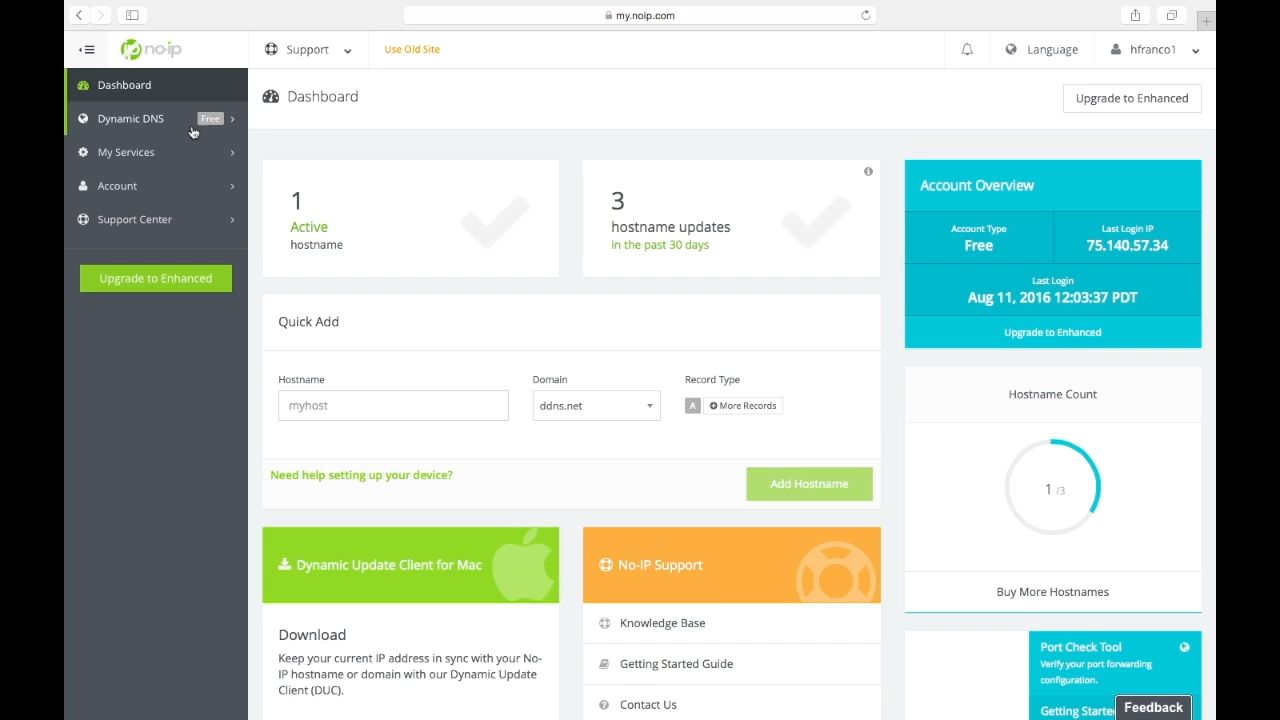 my.noip.com
no-ip
Support
Use Old Site
Language
hfranco1
Dashboard
Dynamic DNS
Free
My Services
Account
Support Center
Upgrade to Enhanced
Dashboard
Upgrade to Enhanced
1
Active
hostname
3
hostname updates
in the past 30 days
Account Overview
Account Type
Free
Last Login IP
75.140.57.34
Last Login
Aug 11, 2016 12:03:37 PDT
Upgrade to Enhanced
Quick Add
Hostname
Domain
Record Type
myhost
ddns.net
A
More Records
Need help setting up your device?
Add Hostname
Hostname Count
1 /3
Buy More Hostnames
Dynamic Update Client for Mac
Download
Keep your current IP address in sync with your No-
IP hostname or domain with our Dynamic Update
Client (DUC).
No-IP Support
Knowledge Base
Getting Started Guide
Contact Us
Port Check Tool
Verify your port forwarding
configuration.
Getting Starte
Feedback